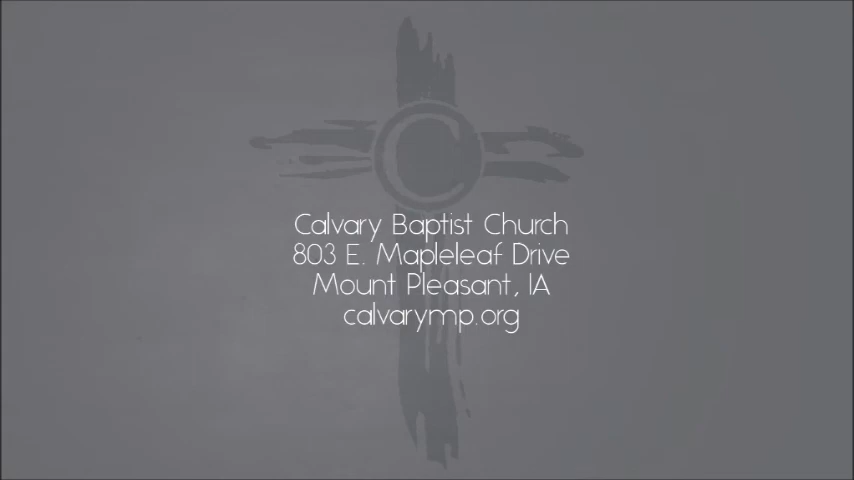 Calvary Baptist Church
803 E. Mapleleaf Drive
Mount Pleasant, IA
calvarymp.org